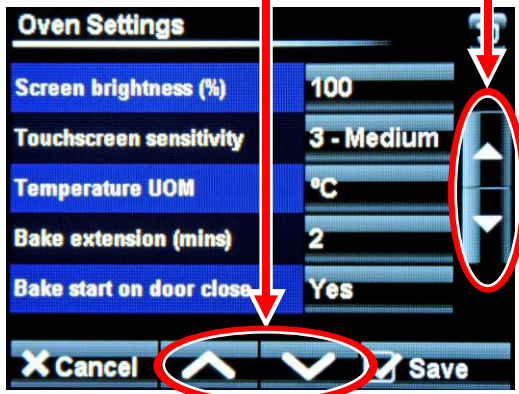 Oven Settings
Screen brightness (%) 100
Touchscreen sensitivity 3 - Medium
Temperature UOM ºC
Bake extension (mins) 2
Bake start on door close Yes
Cancel Save